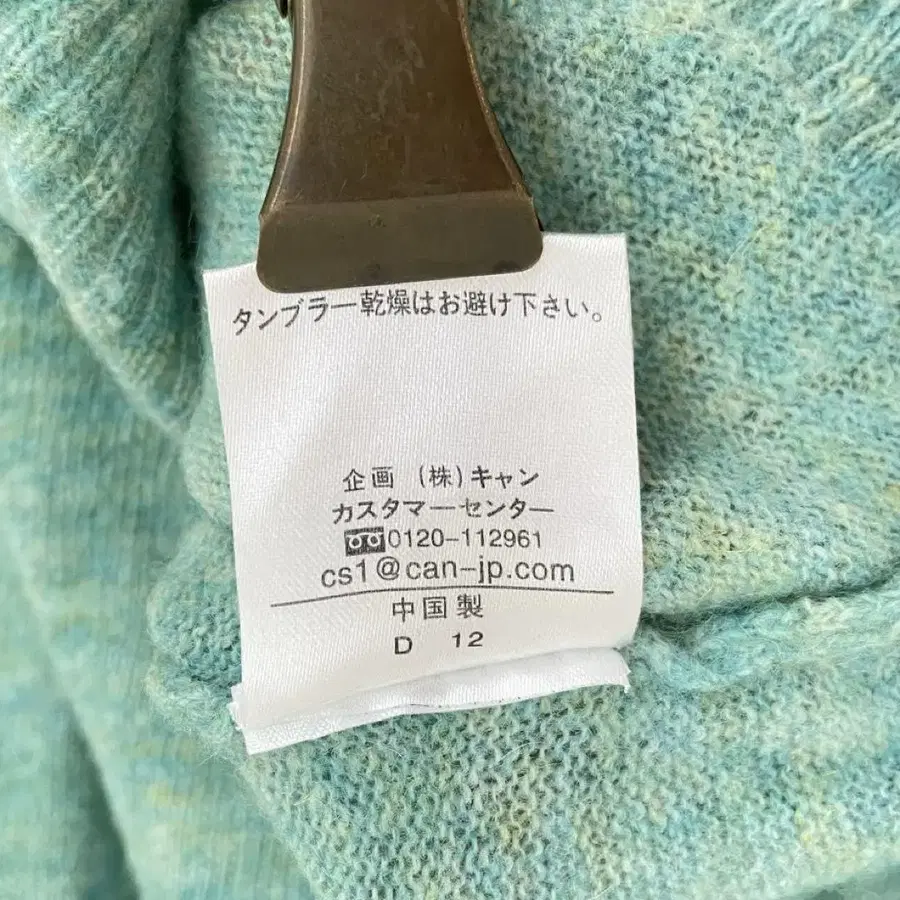 タンブラー乾燥はお避け下さい。
企画 (株)キャン
カスタマーセンター
0120-112961
cs1@can-jp.com
中国製
D 12